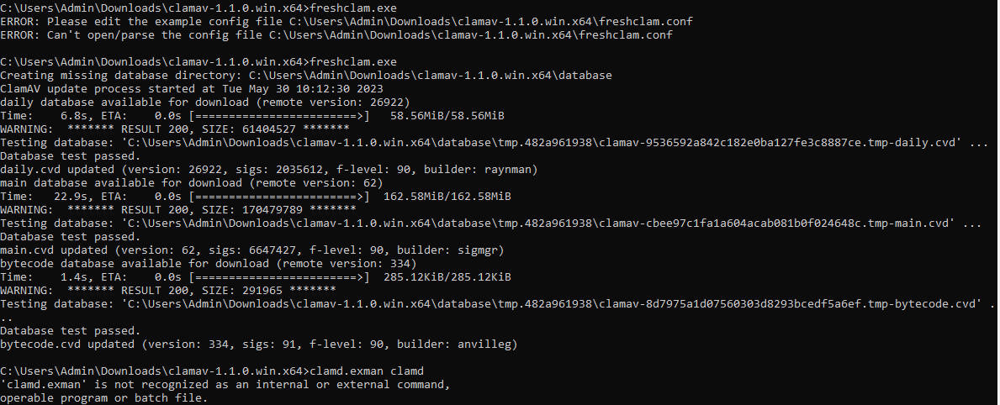 C:\Users\Admin\Downloads\clamav-1.1.0.win.x64>freshclam.exe
ERROR: Please edit the example config file C:\Users\Admin\Downloads\clamav-1.1.0.win.x64\freshclam.conf
ERROR: Can't open/parse the config file C:\Users\Admin\Downloads\clamav-1.1.0.win.x64\freshclam.conf
C:\Users\Admin\Downloads\clamav-1.1.0.win.x64>freshclam.exe
Creating missing database directory: C:\Users\Admin\Downloads\clamav-1.1.0.win.x64\database
ClamAV update process started at Tue May 30 10:12:30 2023
daily database available for download (remote version: 26922)
Time:    6.8s, ETA:    0.0s [========================>]   58.56MiB/58.56MiB
WARNING:  ******* RESULT 200, SIZE: 61404527 *******
Testing database: 'C:\Users\Admin\Downloads\clamav-1.1.0.win.x64\database\tmp.482a961938\clamav-9536592a842c182e0ba127fe3c8887ce.tmp-daily.cvd' ...
Database test passed.
daily.cvd updated (version: 26922, sigs: 2035612, f-level: 90, builder: raynman)
main database available for download (remote version: 62)
Time:   22.9s, ETA:    0.0s [========================>]  162.58MiB/162.58MiB
WARNING:  ******* RESULT 200, SIZE: 170479789 *******
Testing database: 'C:\Users\Admin\Downloads\clamav-1.1.0.win.x64\database\tmp.482a961938\clamav-cbee97c1fa1a604acab081b0f024648c.tmp-main.cvd' ...
Database test passed.
main.cvd updated (version: 62, sigs: 6647427, f-level: 90, builder: sigmgr)
bytecode database available for download (remote version: 334)
Time:    1.4s, ETA:    0.0s [========================>]  285.12KiB/285.12KiB
WARNING:  ******* RESULT 200, SIZE: 291965 *******
Testing database: 'C:\Users\Admin\Downloads\clamav-1.1.0.win.x64\database\tmp.482a961938\clamav-8d7975a1d07560303d8293bcedf5a6ef.tmp-bytecode.cvd' .
..
Database test passed.
bytecode.cvd updated (version: 334, sigs: 91, f-level: 90, builder: anvilleg)
C:\Users\Admin\Downloads\clamav-1.1.0.win.x64>clamd.exman clamd
'clamd.exman' is not recognized as an internal or external command,
operable program or batch file.